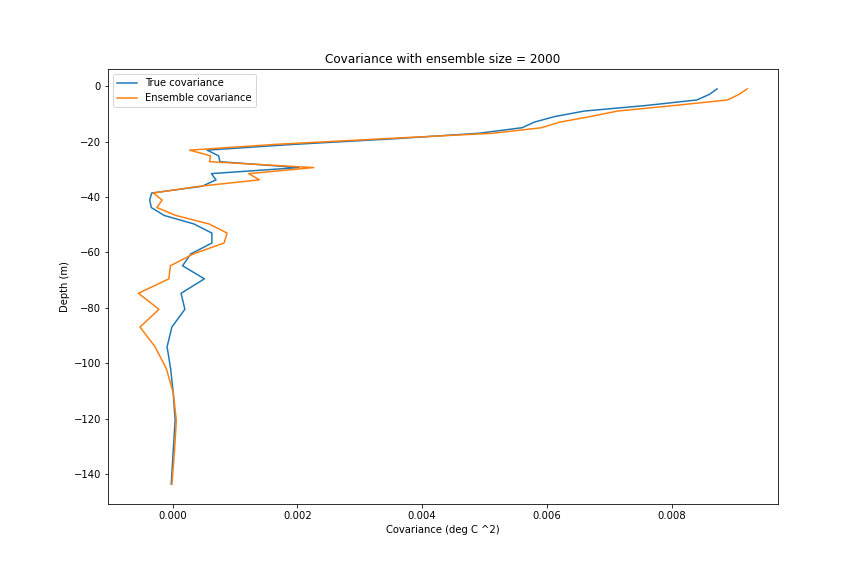 Covariance with ensemble size = 2000
True covariance
Ensemble covariance
Depth (m)
0
−20
−40
−60
−80
−100
−120
−140
0.000 0.002 0.004 0.006 0.008
Covariance (deg C ^2)